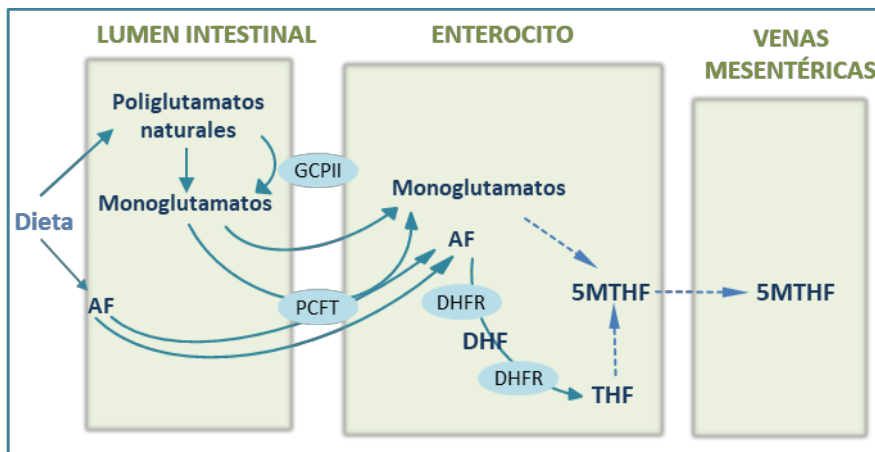 LUMEN INTESTINAL
ENTEROCITO
VENAS
MESENTÉRICAS
Poliglutamatos
naturales
GCPII
Monoglutamatos
Monoglutamatos
Dieta
AF
AF
PCFT
DHFR
5MTHF
5MTHF
DHF
DHFR
THF